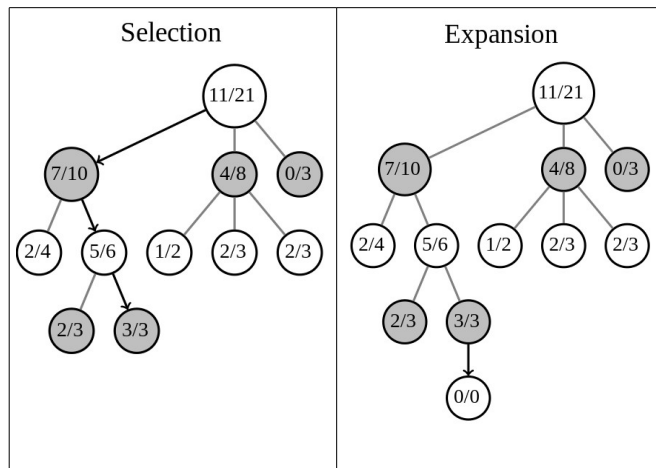 Selection
11/21
7/10 4/8 0/3
2/4 5/6 1/2 2/3 2/3
2/3 3/3
Expansion
11/21
7/10 4/8 0/3
2/4 5/6 1/2 2/3 2/3
2/3 3/3
0/0